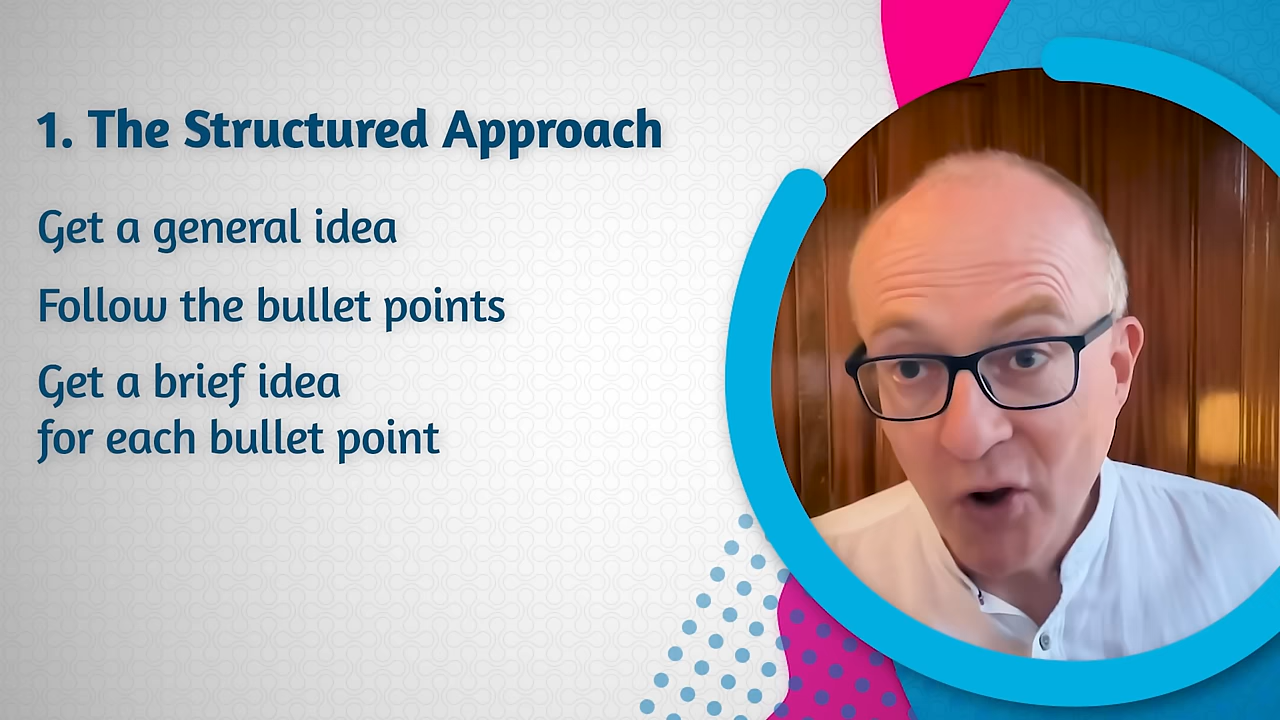 1. The Structured Approach
Get a general idea
Follow the bullet points
Get a brief idea
for each bullet point